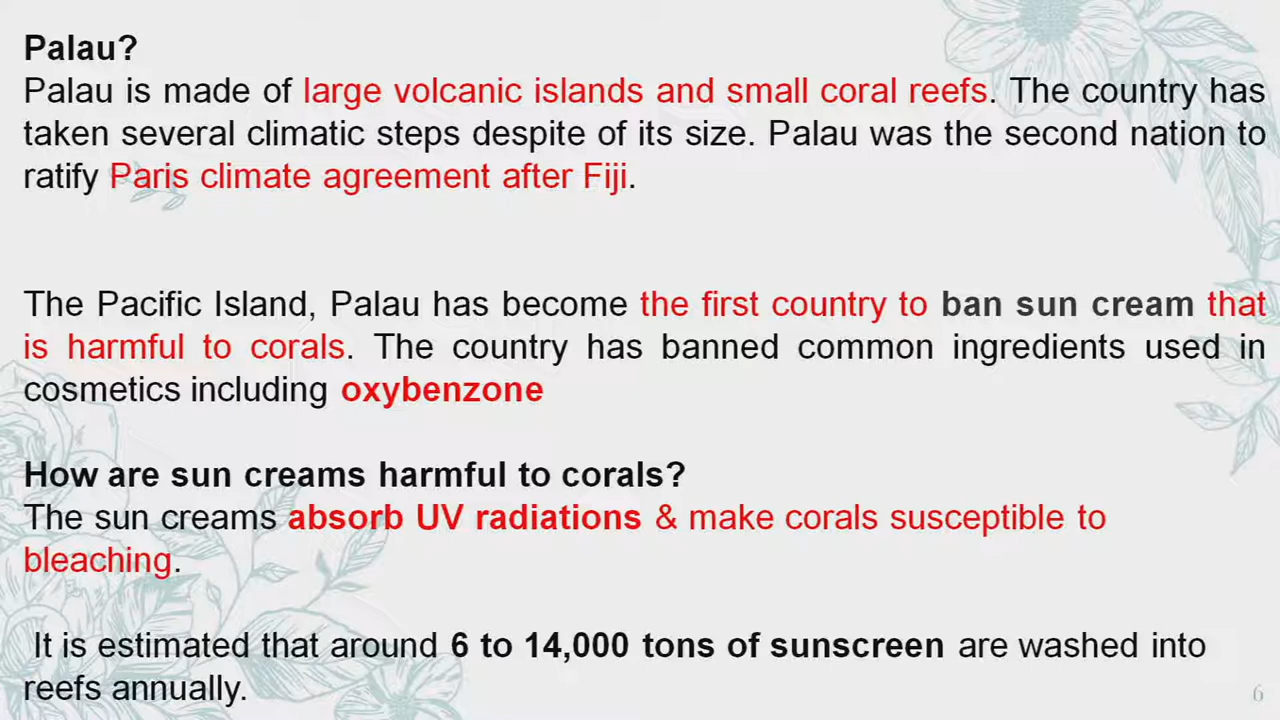 Palau?
Palau is made of large volcanic islands and small coral reefs. The country has
taken several climatic steps despite of its size. Palau was the second nation to
ratify Paris climate agreement after Fiji.
The Pacific Island, Palau has become the first country to ban sun cream that
is harmful to corals. The country has banned common ingredients used in
cosmetics including oxybenzone
How are sun creams harmful to corals?
The sun creams absorb UV radiations & make corals susceptible to
bleaching.
It is estimated that around 6 to 14,000 tons of sunscreen are washed into
reefs annually.
6